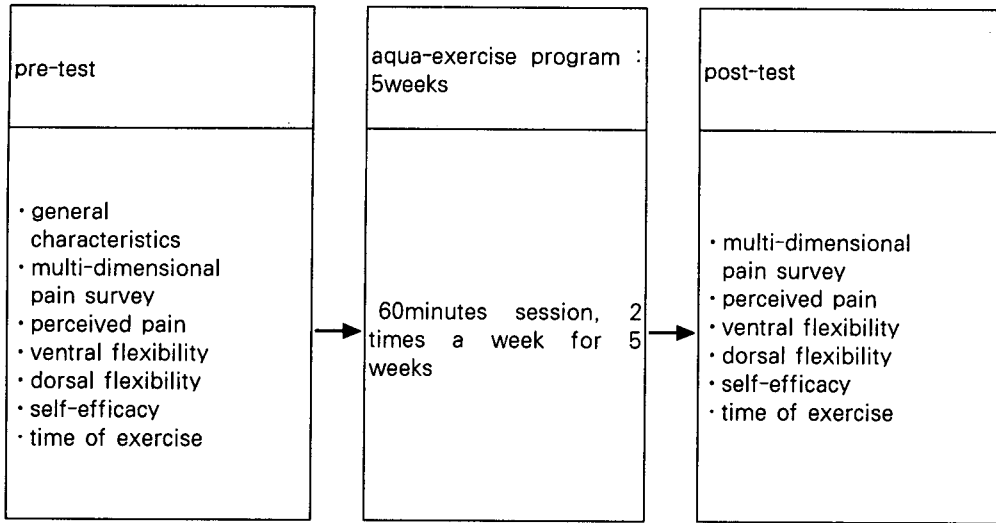 pre-test
· general
characteristics
· multi-dimensional
pain survey
· perceived pain
· ventral flexibility
· dorsal flexibility
· self-efficacy
· time of exercise
aqua-exercise program :
5weeks
60minutes session, 2
times a week for 5
weeks
post-test
· multi-dimensional
pain survey
· perceived pain
· ventral flexibility
· dorsal flexibility
· self-efficacy
· time of exercise